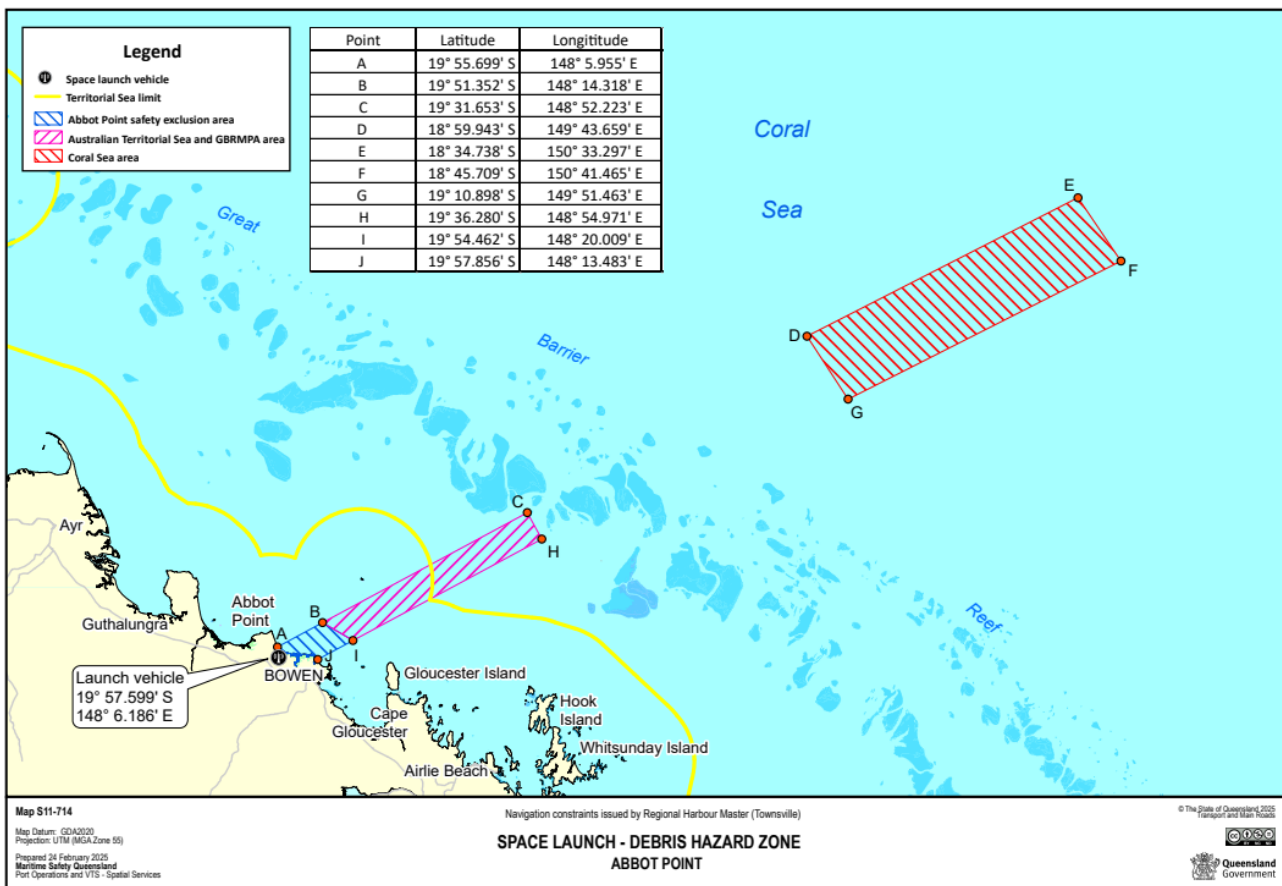 Legend
Space launch vehicle
Territorial Sea limit
Abbot Point safety exclusion area
Australian Territorial Sea and GBRMPA area
Coral Sea area
Point Latitude Longitiude
A 19° 55.699' S 148° 5.955' E
B 19° 51.352' S 148° 14.318' E
C 19° 31.653' S 148° 52.223' E
D 18° 59.943' S 149° 43.659' E
E 18° 34.738' S 150° 33.297' E
F 18° 45.709' S 150° 41.465' E
G 19° 10.898' S 149° 51.463' E
H 19° 36.280' S 148° 54.971' E
I 19° 54.462' S 148° 20.009' E
J 19° 57.856' S 148° 13.483' E
Coral
Sea
Great
Barrier
Reef
E
F
D
G
C
H
B
I
A
J
Ayr
Guthalungra
Abbot
Point
BOWEN
Launch vehicle
19° 57.599' S
148° 6.186' E
Gloucester Island
Cape
Gloucester
Hook
Island
Whitsunday Island
Airlie Beach
Map S11-714
Map Datum: GDA2020
Projection: UTM (MGA Zone 55)
Prepared 24 February 2025
Maritime Safety Queensland
Port Operations and VTS - Spatial Services
Navigation constraints issued by Regional Harbour Master (Townsville)
SPACE LAUNCH - DEBRIS HAZARD ZONE
ABBOT POINT
© The State of Queensland 2025
Transport and Main Roads
Queensland
Government